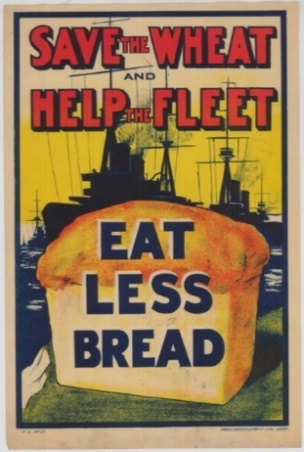 SAVE THE WHEAT
AND
HELP THE FLEET
EAT
LESS
BREAD